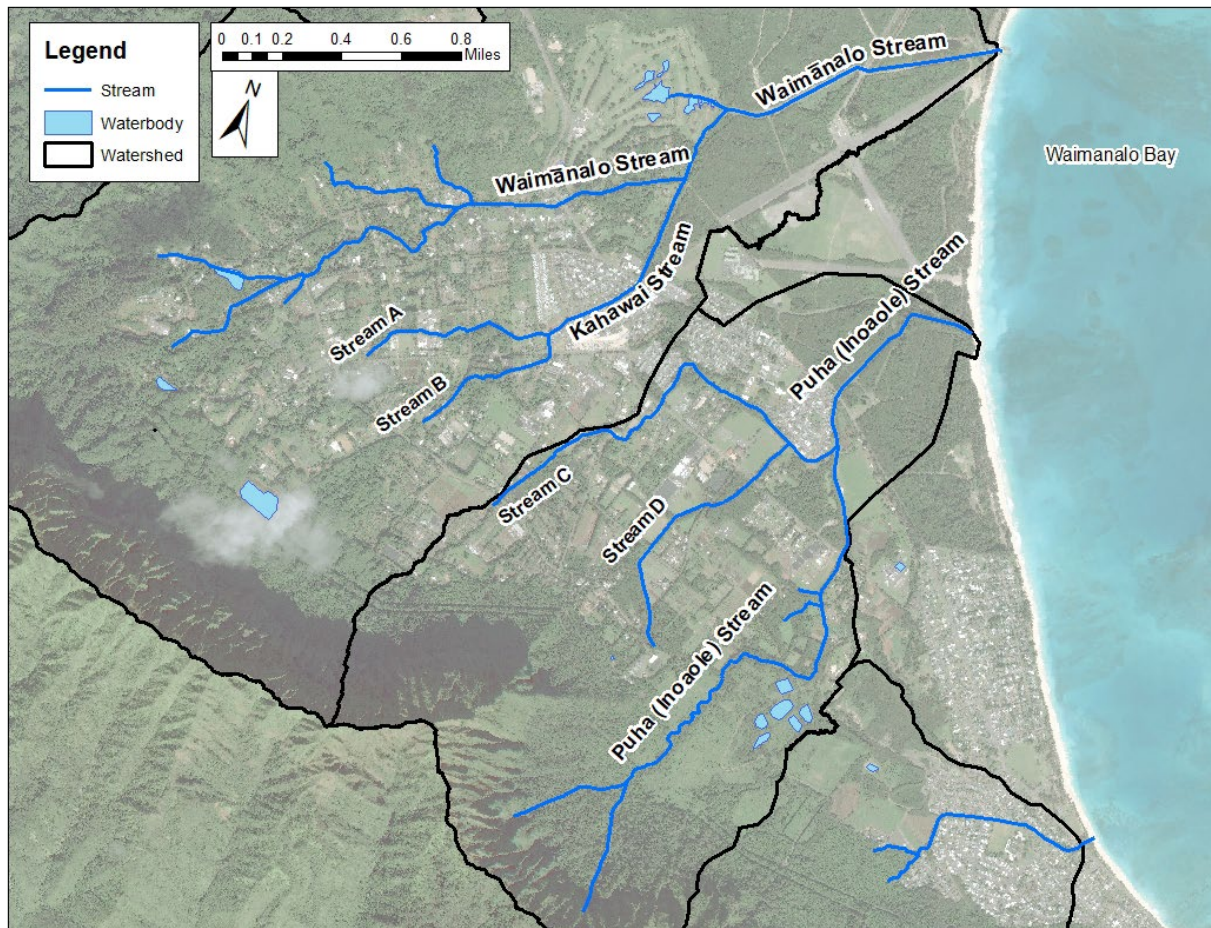 Legend
Stream
Waterbody
Watershed
0 0.1 0.2 0.4 0.6 0.8
Miles
N
Waimānalo Stream
Waimanalo Bay
Waimānalo Stream
Kahawai Stream
Puha (Inoaole) Stream
Stream A
Stream B
Stream C
Stream D
Puha (Inoaole) Stream